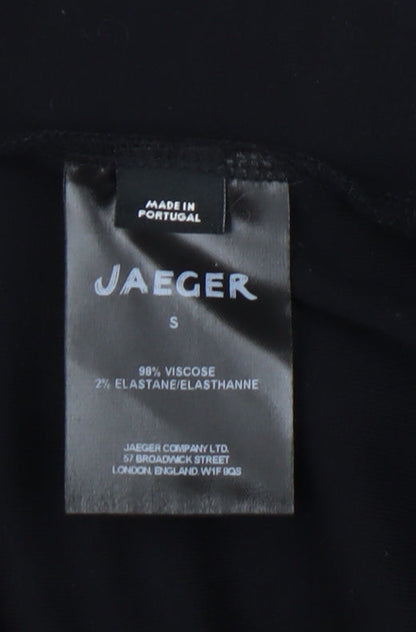 MADE IN
PORTUGAL
JAEGER
S
98% VISCOSE
2% ELASTANE/ELASTHANNE
JAEGER COMPANY LTD.
57 BROADWICK STREET
LONDON, ENGLAND. W1F 9QS